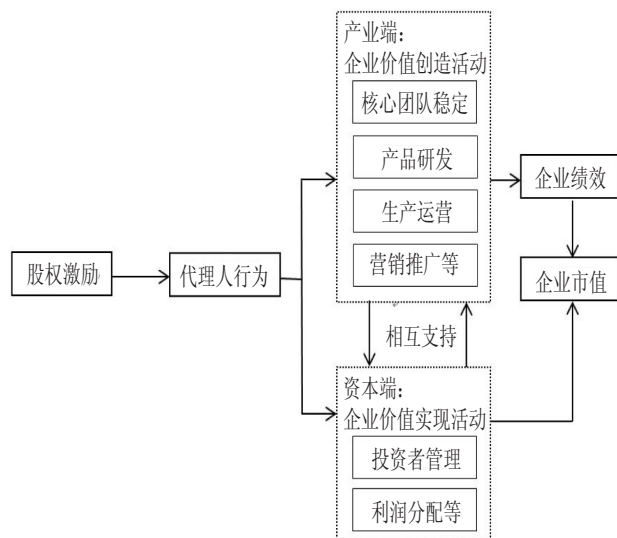 产业端：
企业价值创造活动
核心团队稳定
产品研发
生产运营
营销推广等
企业绩效
企业市值
股权激励
代理人行为
相互支持
资本端：
企业价值实现活动
投资者管理
利润分配等